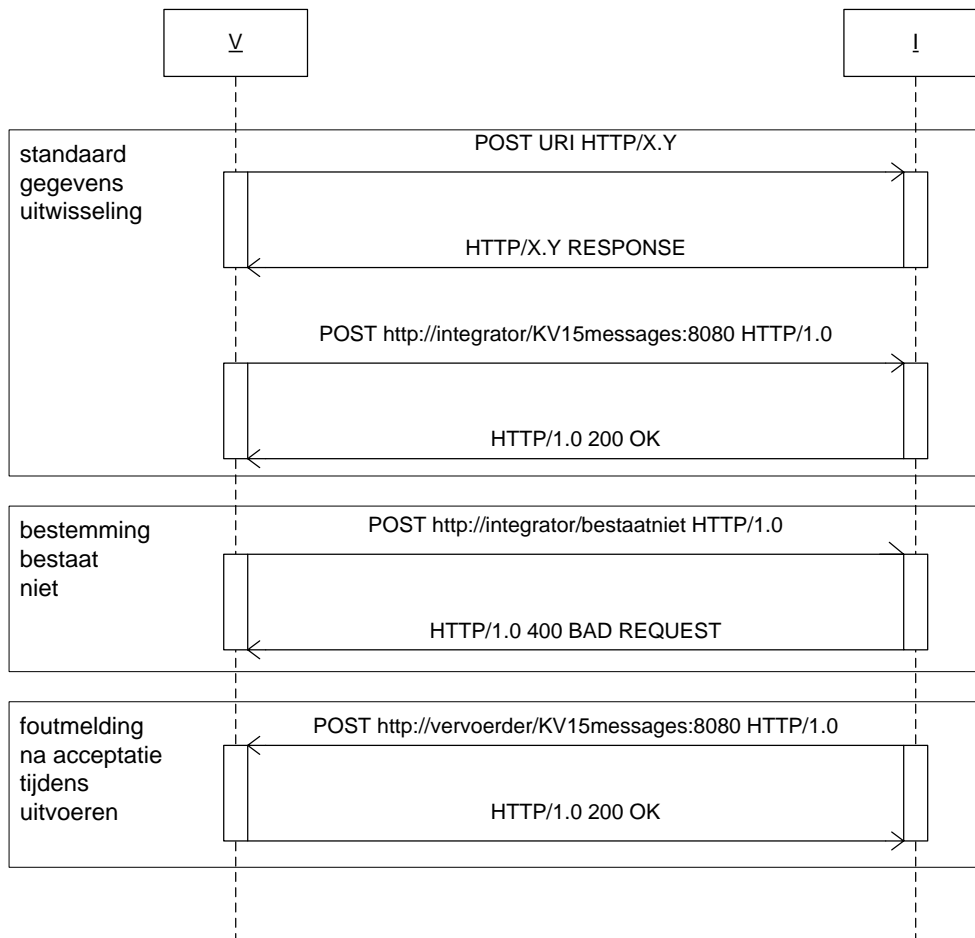 V
I
standaard
gegevens
uitwisseling
POST URI HTTP/X.Y
HTTP/X.Y RESPONSE
POST http://integrator/KV15messages:8080 HTTP/1.0
HTTP/1.0 200 OK
bestemming
bestaat
niet
POST http://integrator/bestaatniet HTTP/1.0
HTTP/1.0 400 BAD REQUEST
foutmelding
na acceptatie
tijdens
uitvoeren
POST http://vervoerder/KV15messages:8080 HTTP/1.0
HTTP/1.0 200 OK